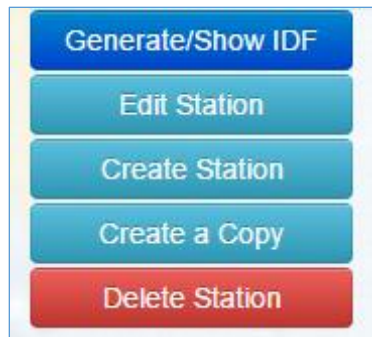 Generate/Show IDF
Edit Station
Create Station
Create a Copy
Delete Station